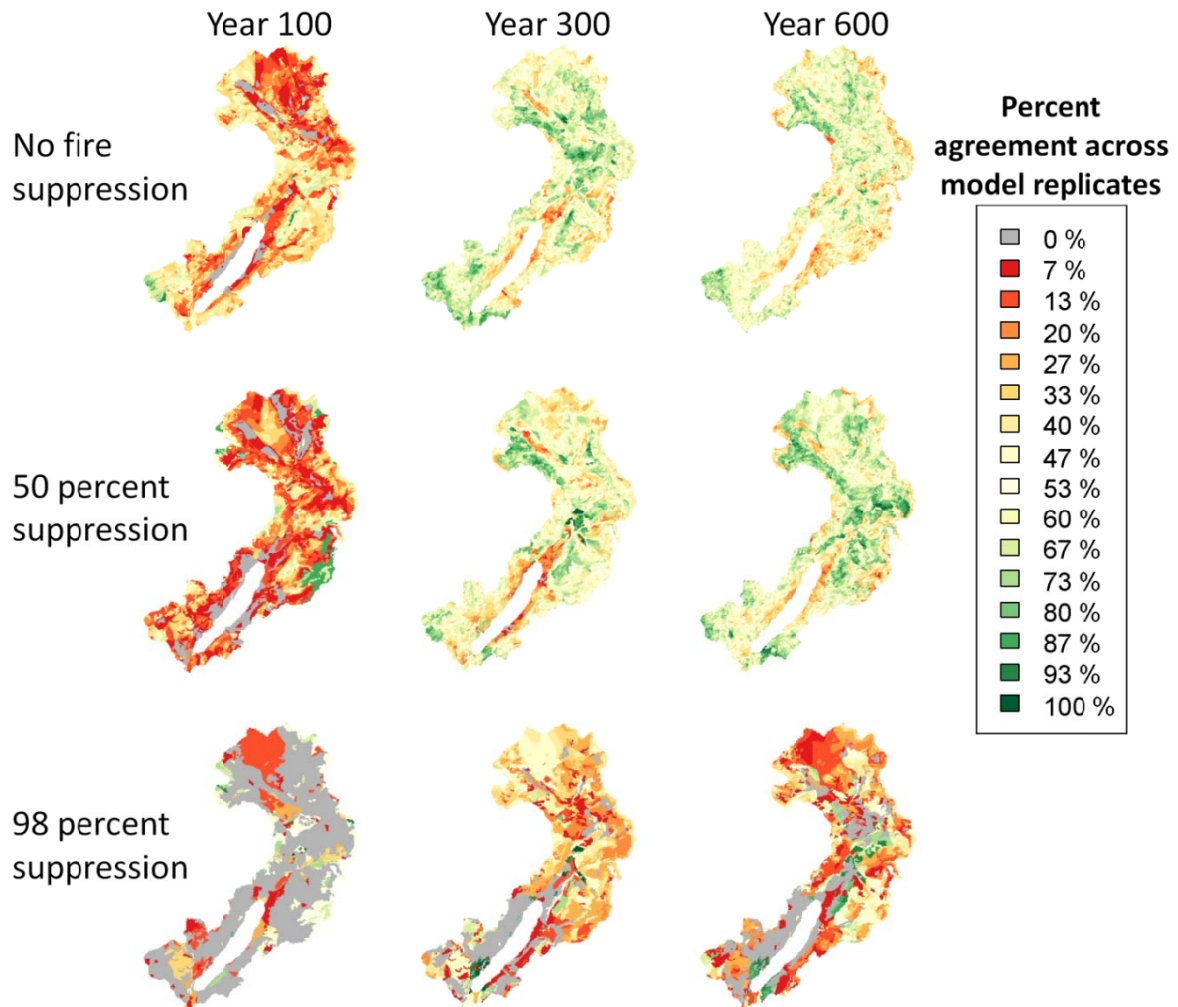 Year 100
Year 300
Year 600
No fire
suppression
50 percent
suppression
98 percent
suppression
Percent
agreement across
model replicates
0 %
7 %
13 %
20 %
27 %
33 %
40 %
47 %
53 %
60 %
67 %
73 %
80 %
87 %
93 %
100 %